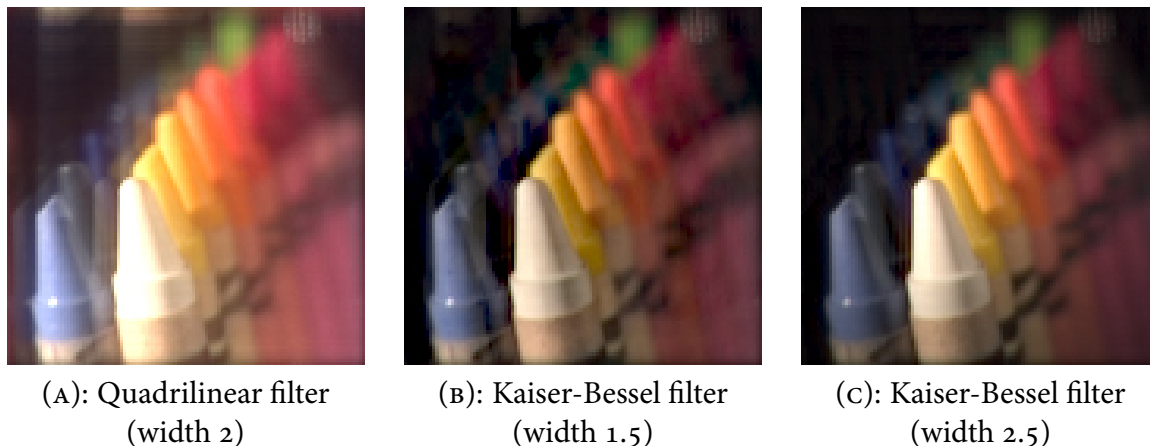 (A): Quadrilinear filter
(width 2)
(B): Kaiser-Bessel filter
(width 1.5)
(C): Kaiser-Bessel filter
(width 2.5)